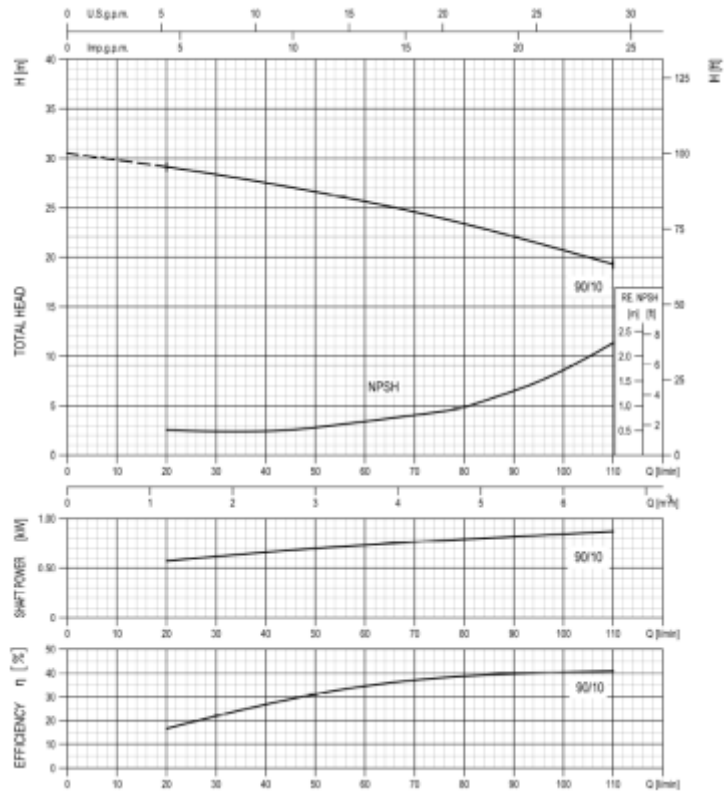 0 U.S.g.p.m. 5 10 15 20 25 30
0 Imp.g.p.m. 5 10 15 20 25
H [m] 40 35 30 25 20 15 10 5 0
TOTAL HEAD
H [ft] 125 100 75 50 25 0
90/10
NPSH
RE. NPSH
[m] [ft]
2.5 8
2.0 6
1.5 4
1.0 2
0.5
0 10 20 30 40 50 60 70 80 90 100 110 Q [l/min]
0 1 2 3 4 5 6 Q [m³/h]
SHAFT POWER [kW]
1.00
0.50
0
90/10
0 10 20 30 40 50 60 70 80 90 100 110 Q [l/min]
EFFICIENCY η [%]
50
40
30
20
10
0
90/10
0 10 20 30 40 50 60 70 80 90 100 110 Q [l/min]